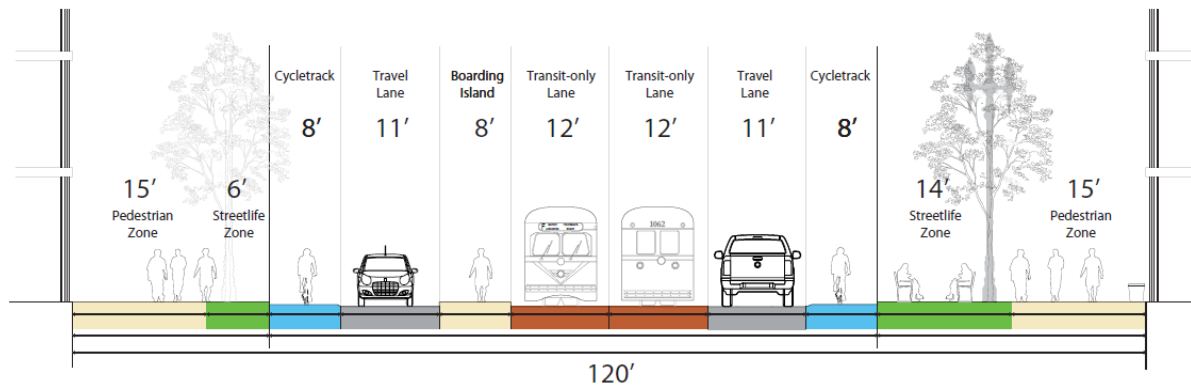 Cycletrack
8’
Travel
Lane
11’
Boarding
Island
8’
Transit-only
Lane
12’
Transit-only
Lane
12’
Travel
Lane
11’
Cycletrack
8’
15’
Pedestrian
Zone
6’
Streetlife
Zone
1062
14’
Streetlife
Zone
15’
Pedestrian
Zone
120’